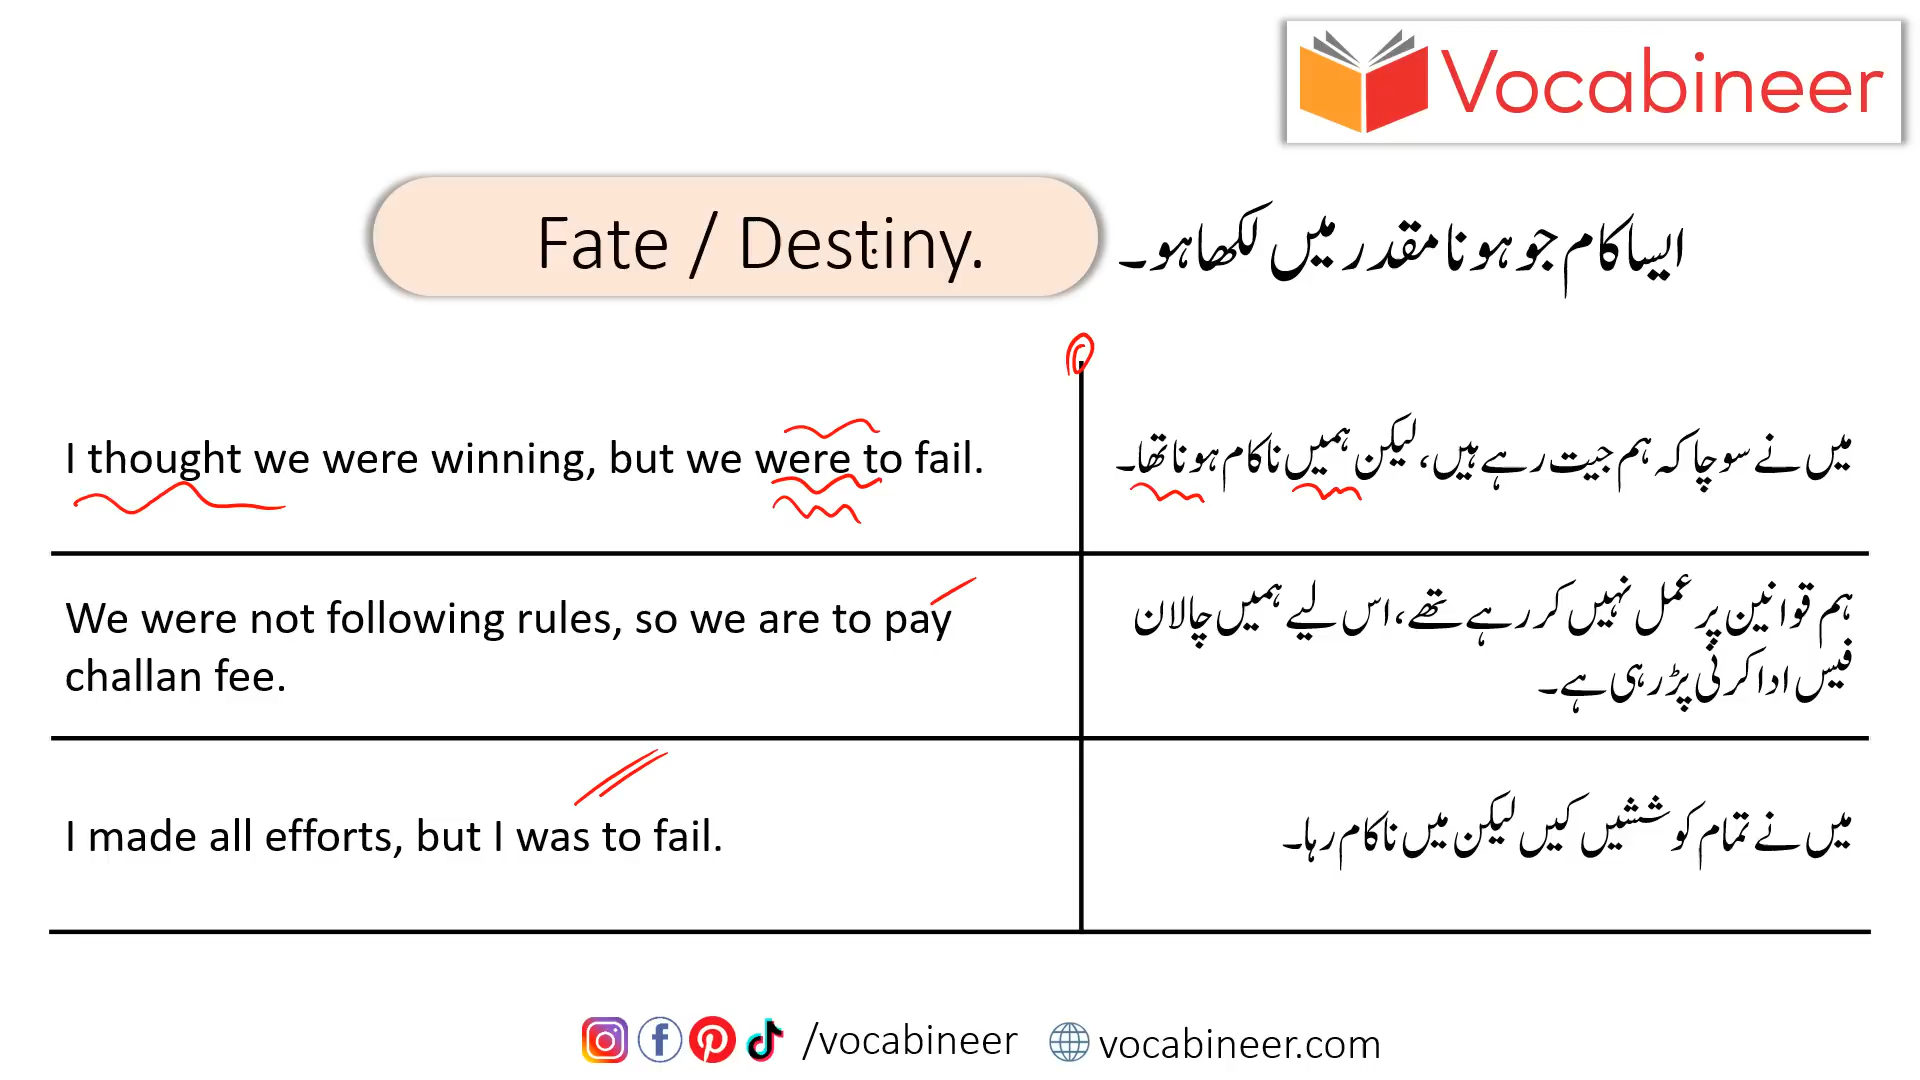 Vocabineer
Fate / Destiny.
ایسا کام جو ہونا مقدر میں لکھا ہو۔
I thought we were winning, but we were to fail.
میں نے سوچا کہ ہم جیت رہے ہیں، لیکن ہمیں ناکام ہونا تھا۔
We were not following rules, so we are to pay
challan fee.
ہم قوانین پر عمل نہیں کر رہے تھے، اس لیے ہمیں چالان
فیس ادا کرنی پڑ رہی ہے۔
I made all efforts, but I was to fail.
میں نے تمام کوششیں کیں لیکن میں ناکام رہا۔
/vocabineer
vocabineer.com